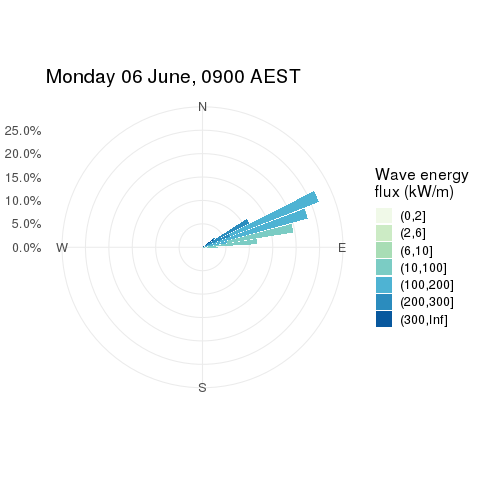 Monday 06 June, 0900 AEST
N
25.0%
20.0%
15.0%
10.0%
5.0%
0.0%
W
E
S
Wave energy
flux (kW/m)
(0,2]
(2,6]
(6,10]
(10,100]
(100,200]
(200,300]
(300,Inf]